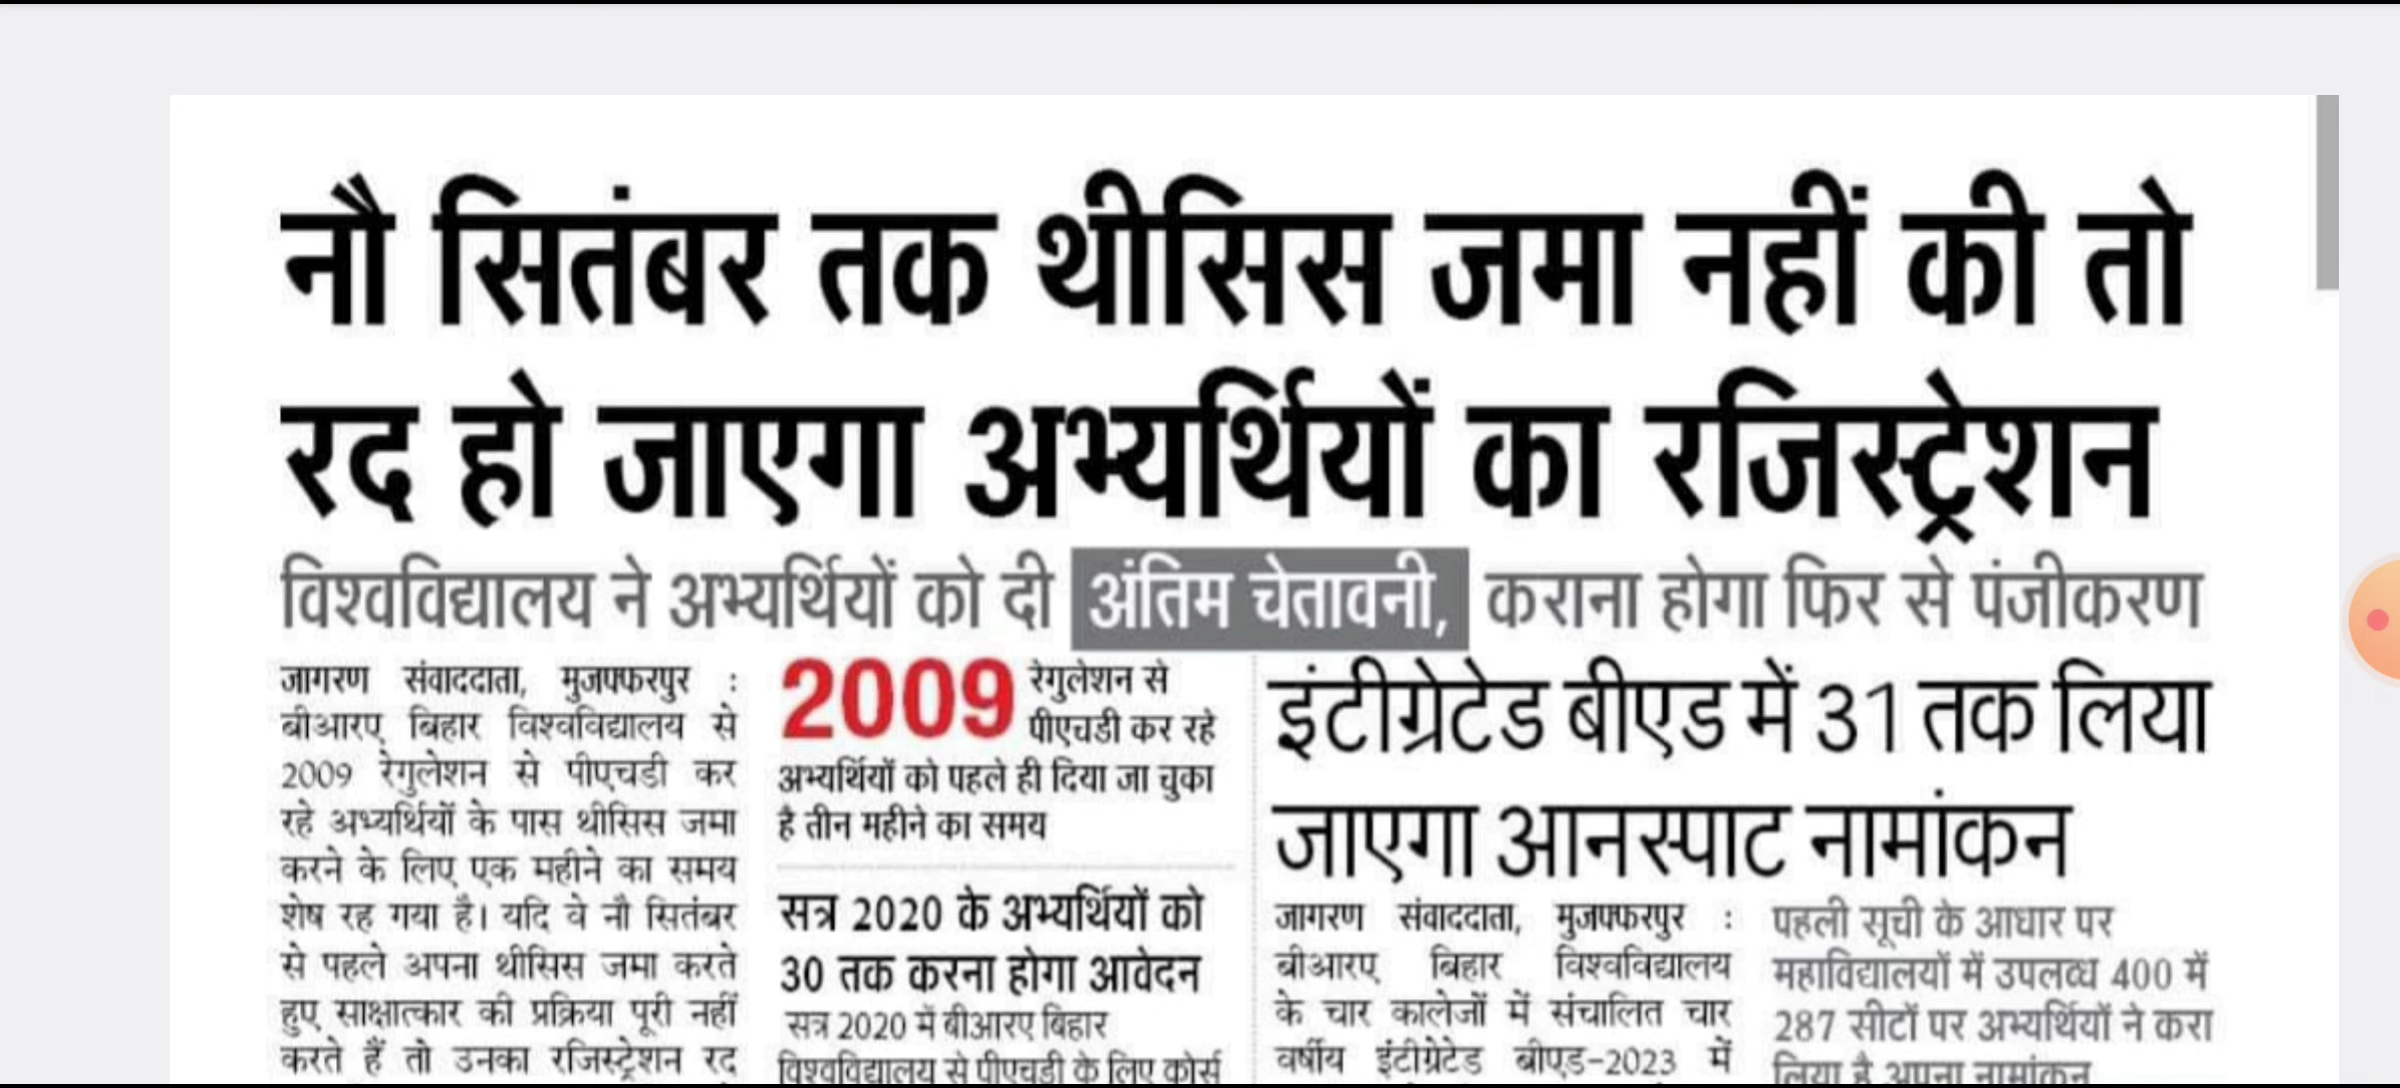 नौ सितंबर तक थीसिस जमा नहीं की तो
रद हो जाएगा अभ्यर्थियों का रजिस्ट्रेशन
विश्वविद्यालय ने अभ्यर्थियों को दी अंतिम चेतावनी, कराना होगा फिर से पंजीकरण
जागरण संवाददाता, मुजफ्फरपुर :
बीआरए बिहार विश्वविद्यालय से
2009 रेगुलेशन से पीएचडी कर
रहे अभ्यर्थियों के पास थीसिस जमा
करने के लिए एक महीने का समय
शेष रह गया है। यदि वे नौ सितंबर
से पहले अपना थीसिस जमा करते
हुए साक्षात्कार की प्रक्रिया पूरी नहीं
करते हैं तो उनका रजिस्ट्रेशन रद
2009 रेगुलेशन से
पीएचडी कर रहे
अभ्यर्थियों को पहले ही दिया जा चुका
है तीन महीने का समय
सत्र 2020 के अभ्यर्थियों को
30 तक करना होगा आवेदन
सत्र 2020 में बीआरए बिहार
विश्वविद्यालय से पीएचडी के लिए कोर्स
इंटीग्रेटेड बीएड में 31 तक लिया
जाएगा आनस्पाट नामांकन
जागरण संवाददाता, मुजफ्फरपुर :
बीआरए बिहार विश्वविद्यालय
के चार कालेजों में संचालित चार
वर्षीय इंटीग्रेटेड बीएड-2023 में
पहली सूची के आधार पर
महाविद्यालयों में उपलब्ध 400 में
287 सीटों पर अभ्यर्थियों ने करा
लिया है अपना नामांकन